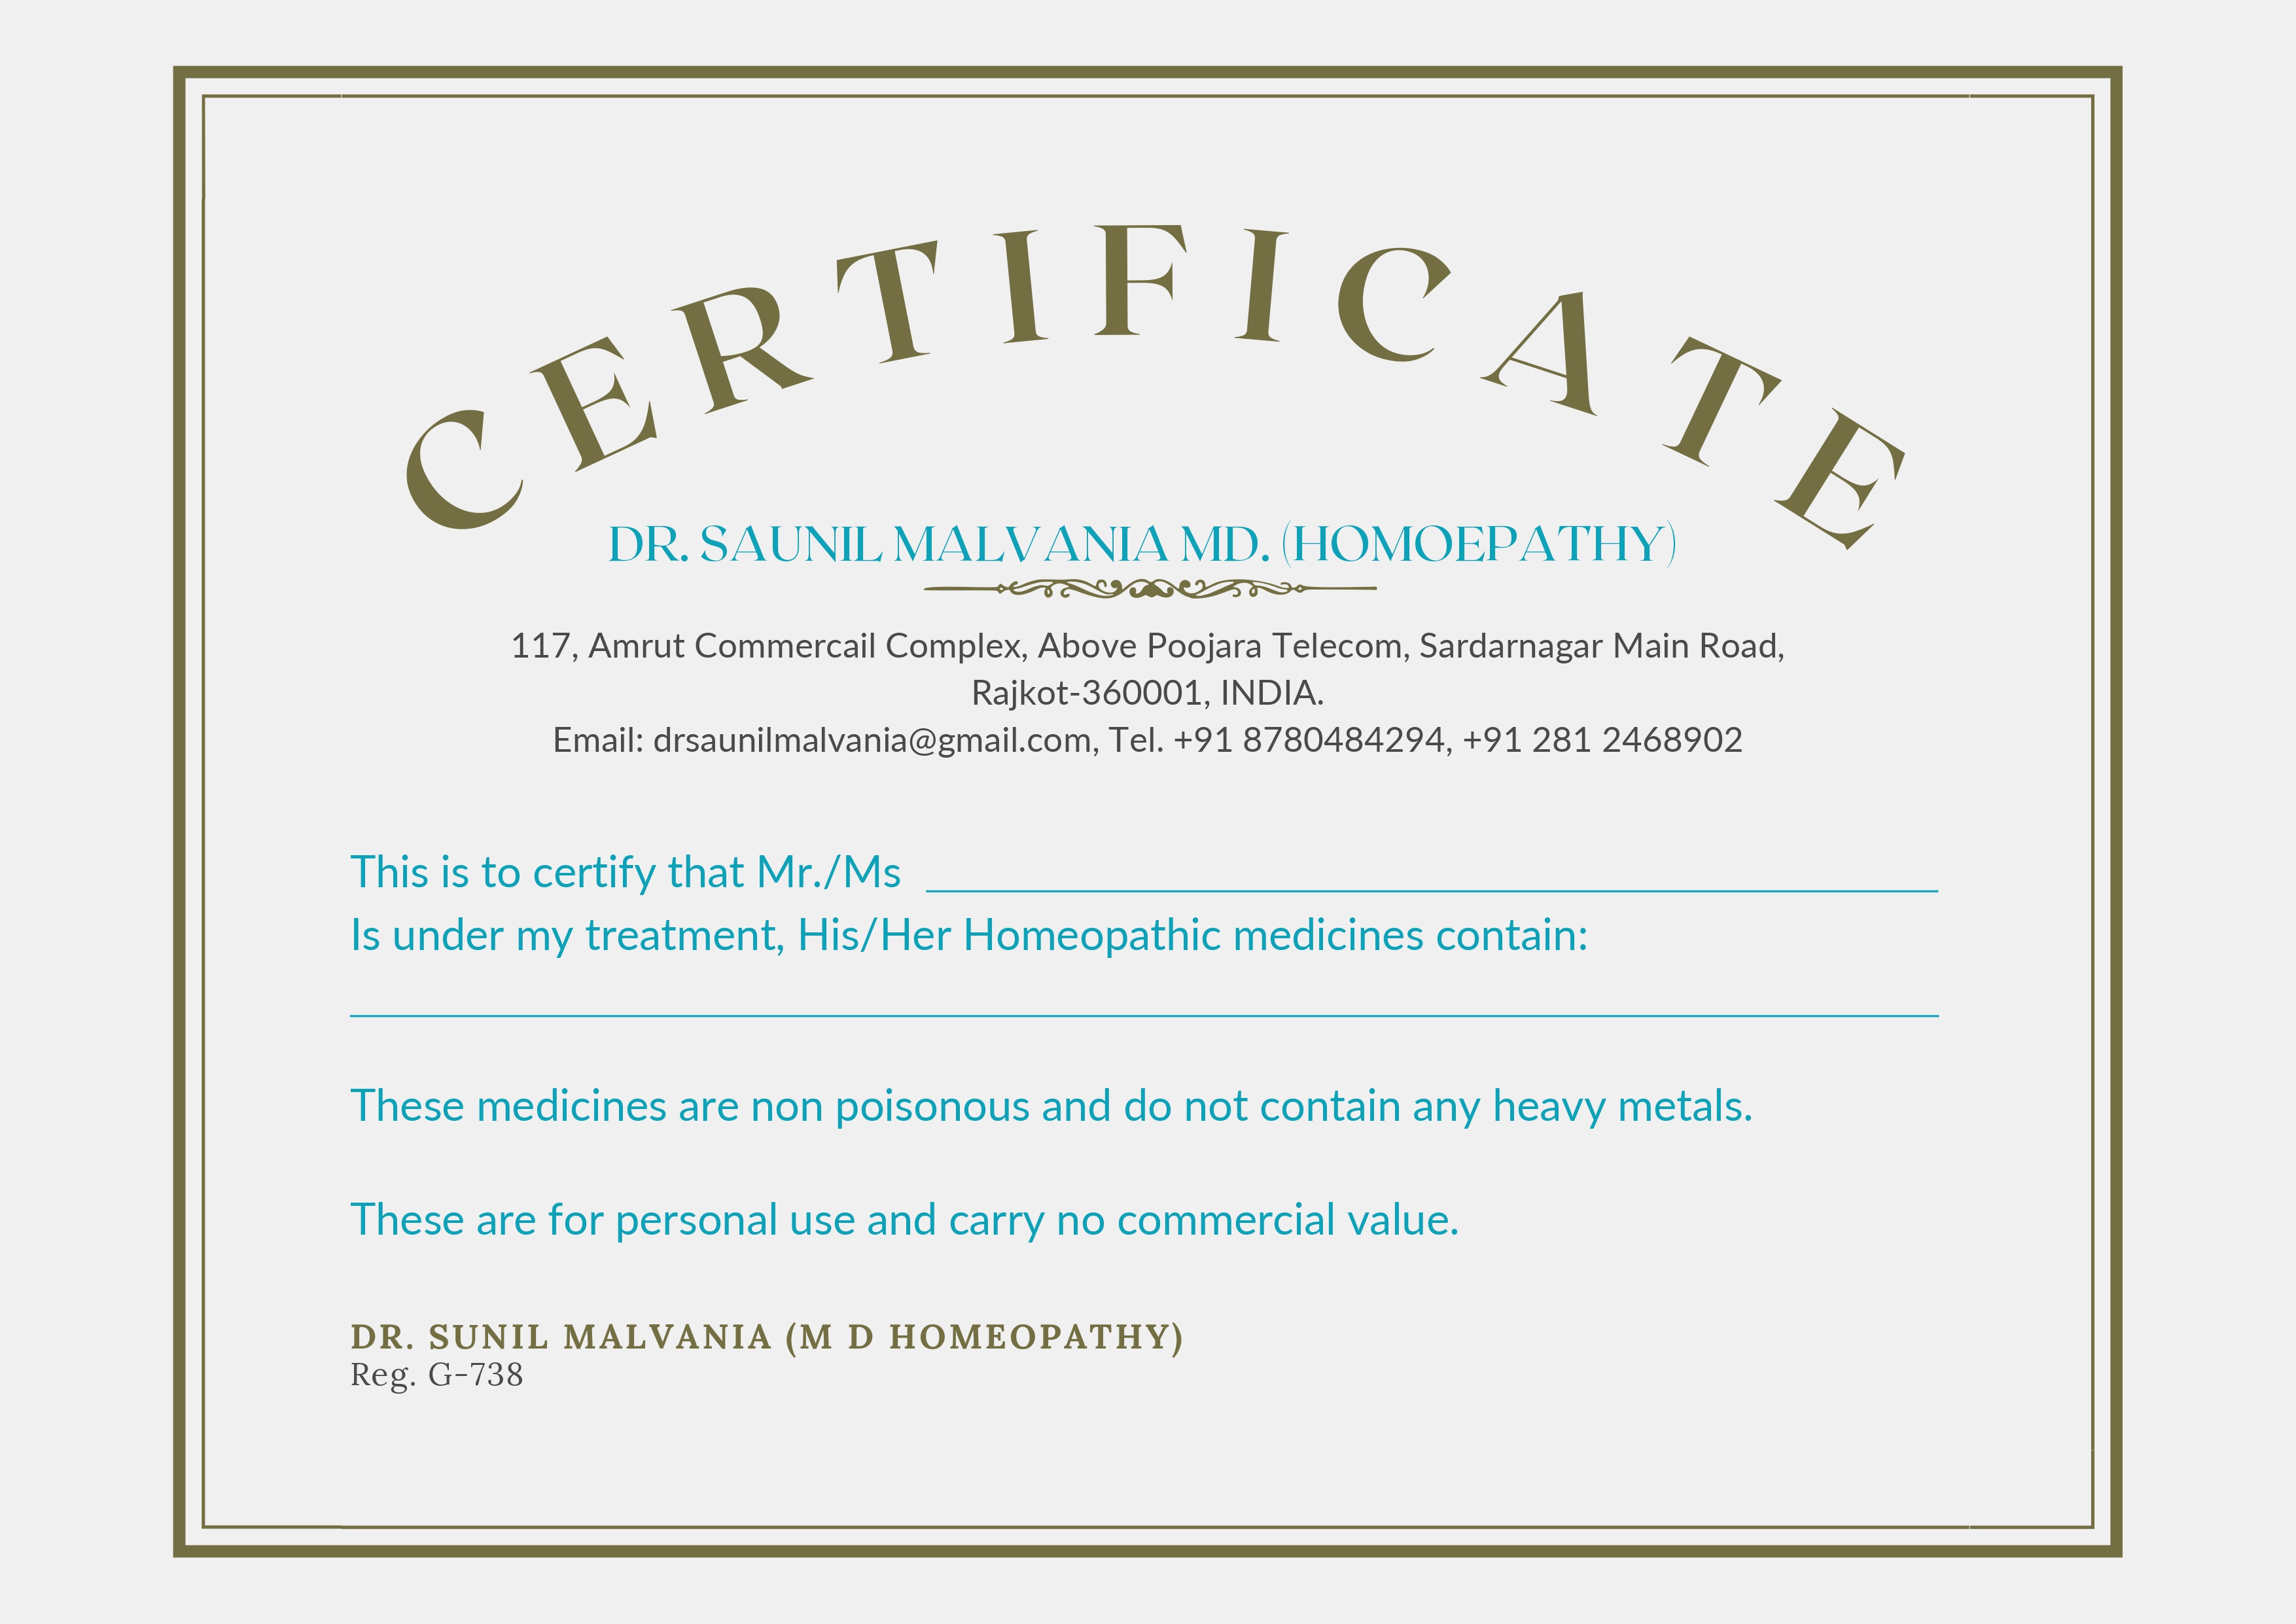 CERTIFICATE
DR. SAUNIL MALVANIA MD. (HOMOEPATHY)
117, Amrut Commercail Complex, Above Poojara Telecom, Sardarnagar Main Road,
Rajkot-360001, INDIA.
Email: drsaunilmalvania@gmail.com, Tel. +91 8780484294, +91 281 2468902
This is to certify that Mr./Ms
Is under my treatment, His/Her Homeopathic medicines contain:
These medicines are non poisonous and do not contain any heavy metals.
These are for personal use and carry no commercial value.
DR. SUNIL MALVANIA (M D HOMEOPATHY)
Reg. G-738